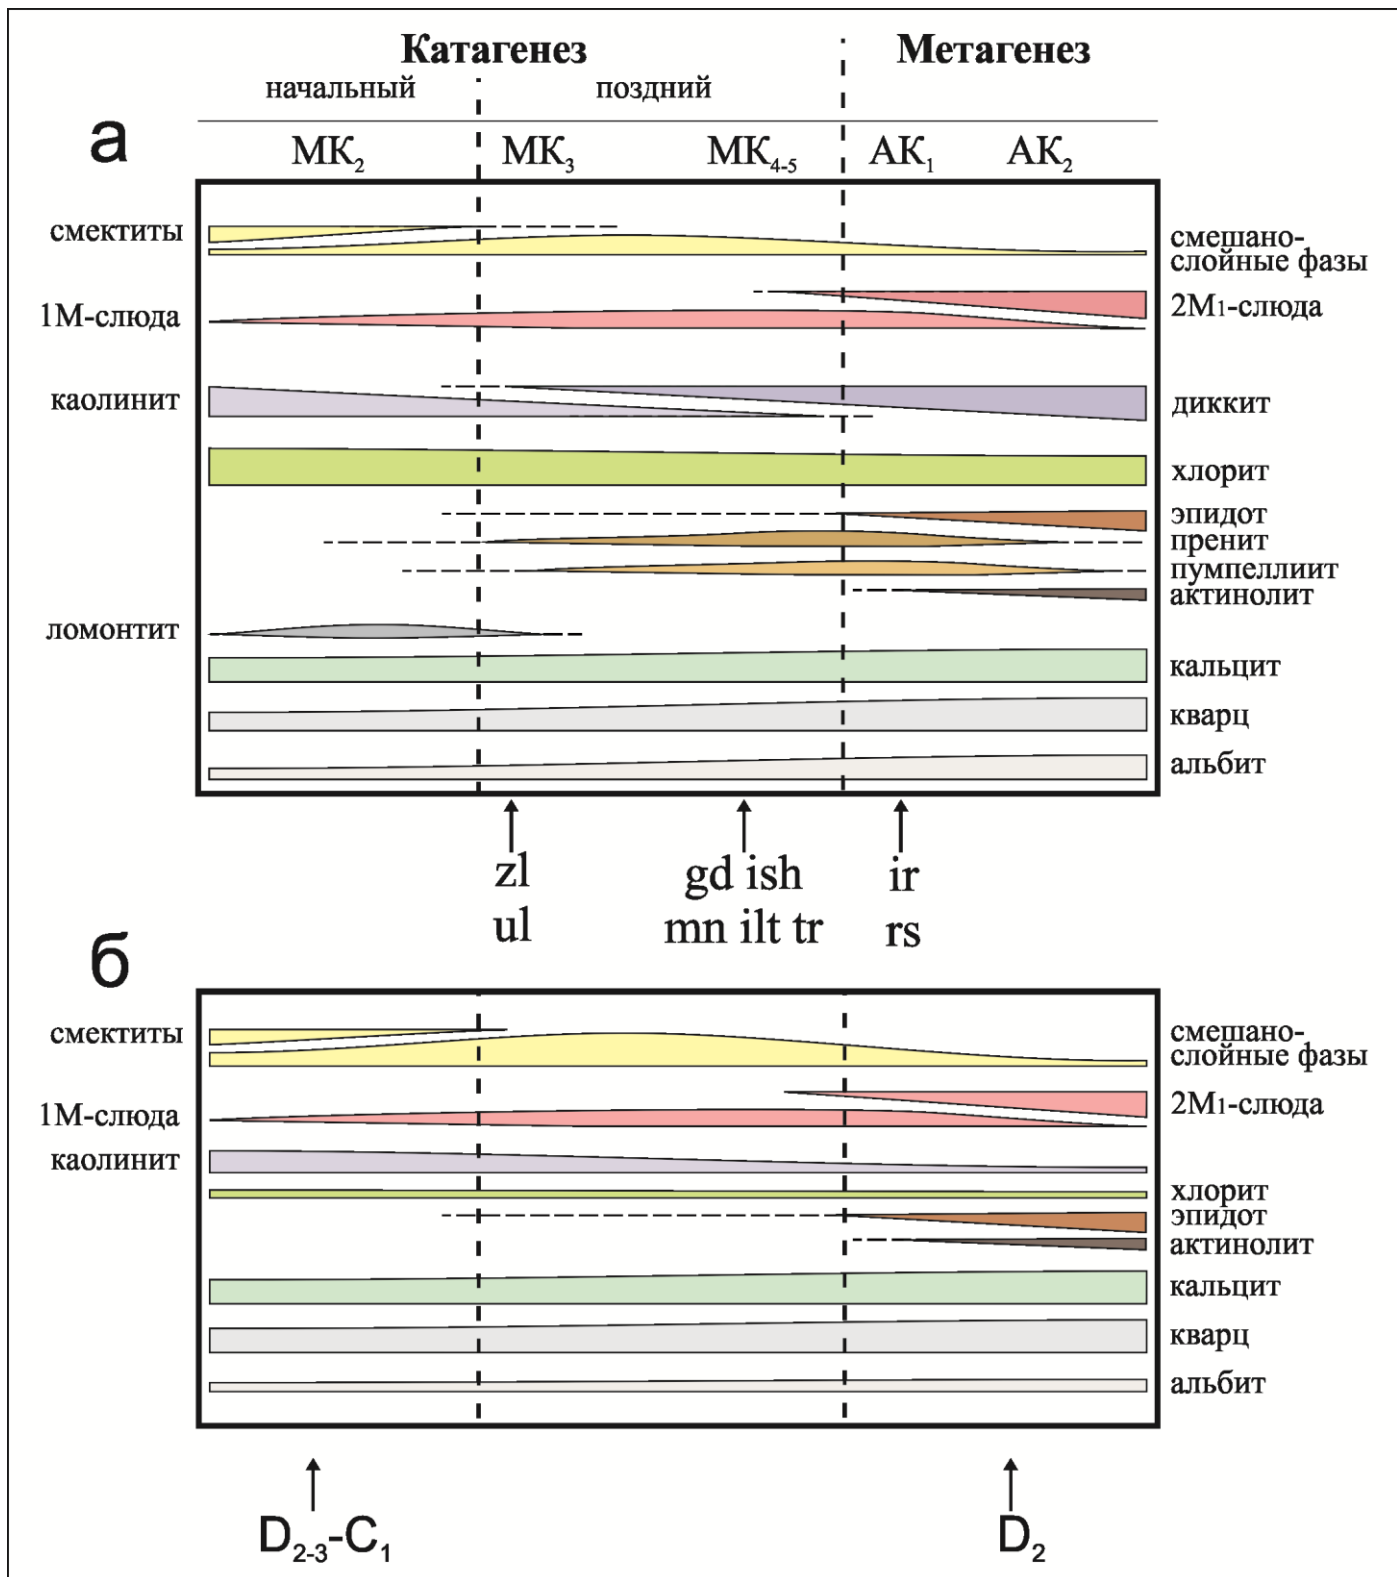 Катагенез Метагенез
начальный поздний
а
МК2 МК3 МК4-5 АК1 АК2
смектиты
смешано-
слойные фазы
1М-слюда
2М1-слюда
каолинит
диккит
хлорит
эпидот
пренит
пумпеллиит
актинолит
ломонтит
кальцит
кварц
альбит
zl gd ish ir
ul mn ilt tr rs
б
смектиты
смешано-
слойные фазы
1М-слюда
2М1-слюда
каолинит
хлорит
эпидот
актинолит
кальцит
кварц
альбит
D2-3-C1 D2